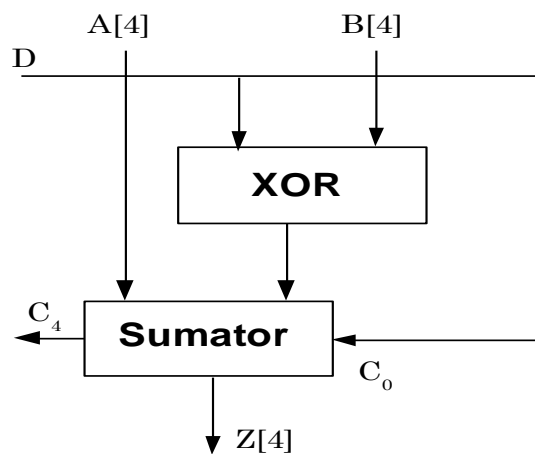 A[4] B[4]
D
XOR
C₄
Sumator
C₀
Z[4]